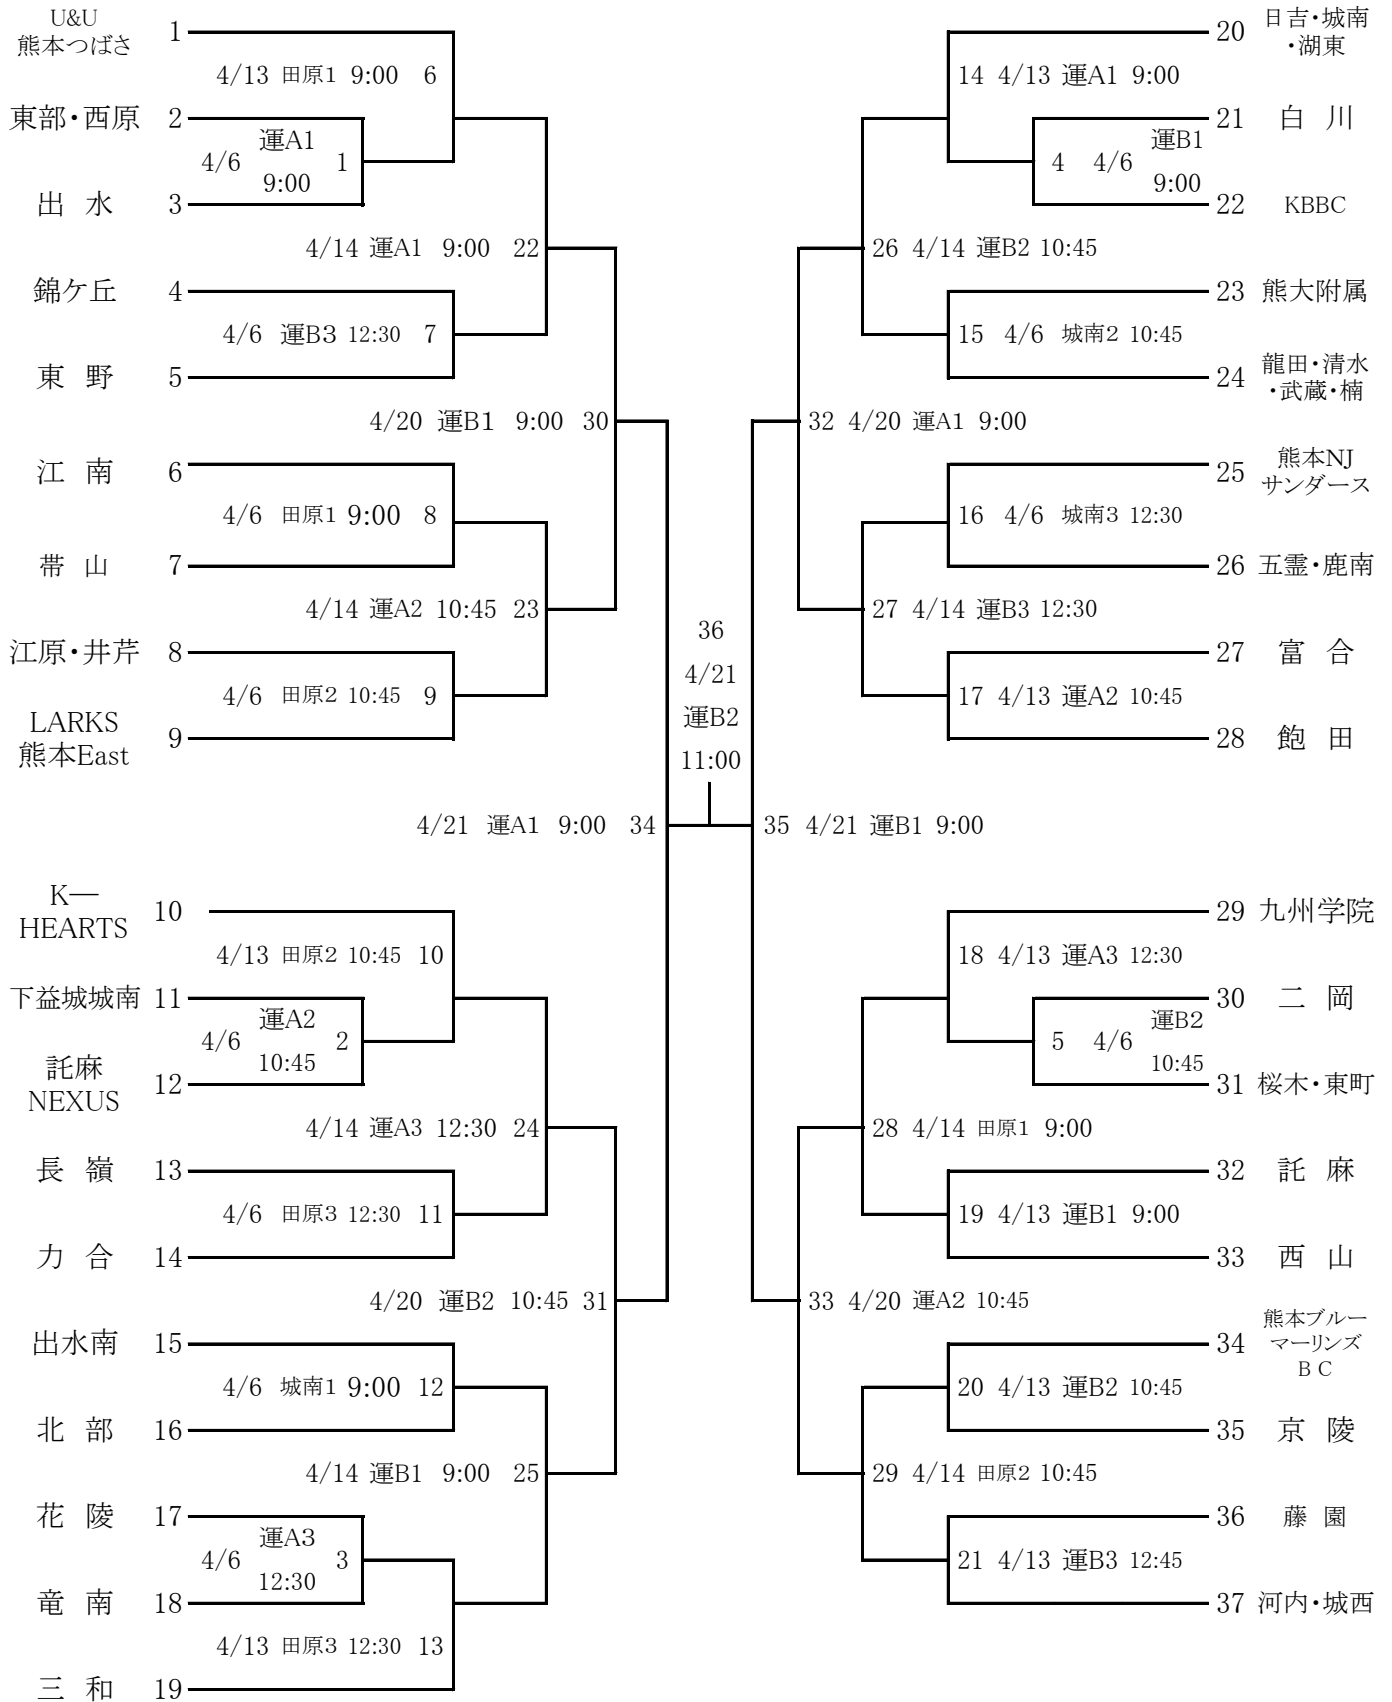 U&U
熊本つばさ 1
4/13 田原1 9:00 6
東部・西原 2
運A1
4/6 1
9:00
出 水 3
4/14 運A1 9:00 22
錦ケ丘 4
4/6 運B3 12:30 7
東 野 5
4/20 運B1 9:00 30
江 南 6
4/6 田原1 9:00 8
帯 山 7
4/14 運A2 10:45 23
江原・井芹 8
4/6 田原2 10:45 9
LARKS
熊本East 9
4/21 運A1 9:00 34
K―
HEARTS 10
4/13 田原2 10:45 10
下益城城南 11
運A2
4/6 2
10:45
託麻
NEXUS 12
4/14 運A3 12:30 24
長 嶺 13
4/6 田原3 12:30 11
力 合 14
4/20 運B2 10:45 31
出水南 15
4/6 城南1 9:00 12
北 部 16
4/14 運B1 9:00 25
花 陵 17
運A3
4/6 3
12:30
竜 南 18
4/13 田原3 12:30 13
三 和 19
36
4/21
運B2
11:00
20 日吉・城南
・湖東
14 4/13 運A1 9:00
21 白 川
運B1
4 4/6
9:00
22 KBBC
26 4/14 運B2 10:45
23 熊大附属
15 4/6 城南2 10:45
24 龍田・清水
・武蔵・楠
32 4/20 運A1 9:00
25 熊本NJ
サンダース
16 4/6 城南3 12:30
26 五霊・鹿南
27 4/14 運B3 12:30
27 富 合
17 4/13 運A2 10:45
28 飽 田
35 4/21 運B1 9:00
29 九州学院
18 4/13 運A3 12:30
30 二 岡
運B2
5 4/6
10:45
31 桜木・東町
28 4/14 田原1 9:00
32 託 麻
19 4/13 運B1 9:00
33 西 山
33 4/20 運A2 10:45
熊本ブルー
34 マーリンズ
B C
20 4/13 運B2 10:45
35 京 陵
29 4/14 田原2 10:45
36 藤 園
21 4/13 運B3 12:45
37 河内・城西